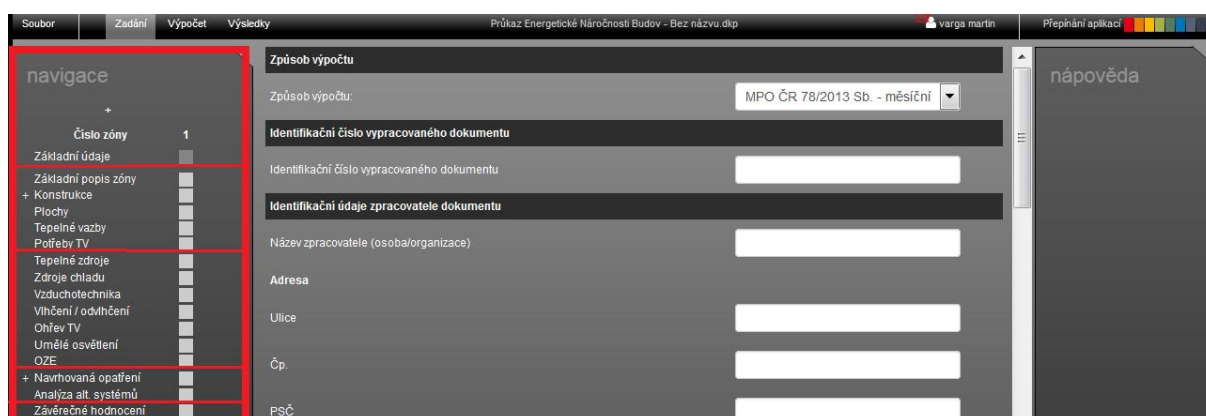 Soubor Zadání Výpočet Výsledky Průkaz Energetické Náročnosti Budov - Bez názvu.dkp varga martin Přepínání aplikací
navigace
+
Číslo zóny 1
Základní údaje
Základní popis zóny
+ Konstrukce
Plochy
Tepelné vazby
Potřeby TV
Tepelné zdroje
Zdroje chladu
Vzduchotechnika
Vlhčení / odvlhčení
Ohřev TV
Umělé osvětlení
OZE
+ Navrhovaná opatření
Analýza alt. systémů
Závěrečné hodnocení
Způsob výpočtu
Způsob výpočtu: MPO ČR 78/2013 Sb. - měsíční
Identifikační číslo vypracovaného dokumentu
Identifikační číslo vypracovaného dokumentu
Identifikační údaje zpracovatele dokumentu
Název zpracovatele (osoba/organizace)
Adresa
Ulice
Čp.
PSČ
nápověda